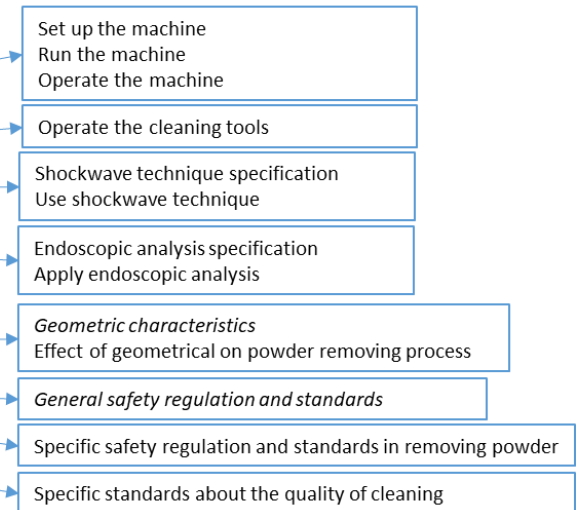 Set up the machine
Run the machine
Operate the machine
Operate the cleaning tools
Shockwave technique specification
Use shockwave technique
Endoscopic analysis specification
Apply endoscopic analysis
Geometric characteristics
Effect of geometrical on powder removing process
General safety regulation and standards
Specific safety regulation and standards in removing powder
Specific standards about the quality of cleaning